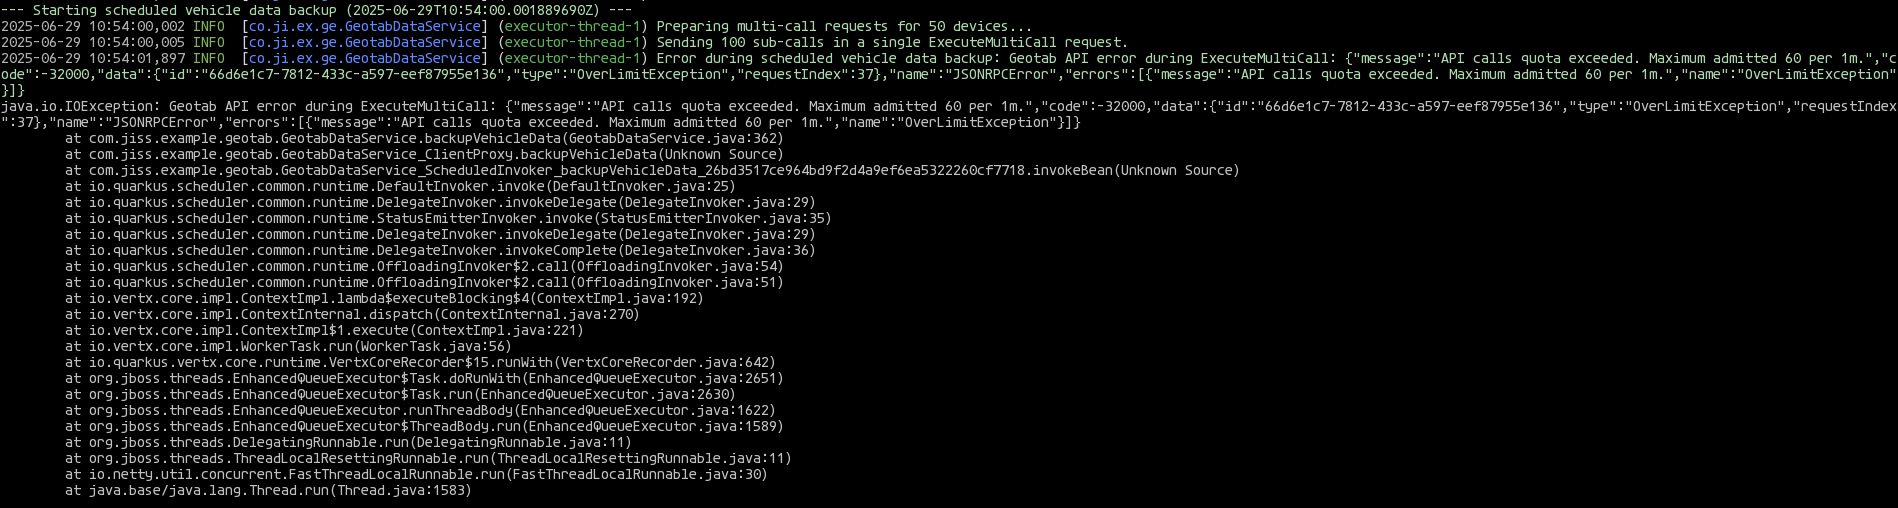 --- Starting scheduled vehicle data backup (2025-06-29T10:54:00.001889690Z) ---
2025-06-29 10:54:00,002 INFO  [co.ji.ex.ge.GeotabDataService] (executor-thread-1) Preparing multi-call requests for 50 devices...
2025-06-29 10:54:00,005 INFO  [co.ji.ex.ge.GeotabDataService] (executor-thread-1) Sending 100 sub-calls in a single ExecuteMultiCall request.
2025-06-29 10:54:01,897 INFO  [co.ji.ex.ge.GeotabDataService] (executor-thread-1) Error during scheduled vehicle data backup: Geotab API error during ExecuteMultiCall: {"message":"API calls quota exceeded. Maximum admitted 60 per 1m.","c
ode":-32000,"data":{"id":"66d6e1c7-7812-433c-a597-eef87955e136","type":"OverLimitException","requestIndex":37},"name":"JSONRPCError","errors":[{"message":"API calls quota exceeded. Maximum admitted 60 per 1m.","name":"OverLimitException"
}]}
java.io.IOException: Geotab API error during ExecuteMultiCall: {"message":"API calls quota exceeded. Maximum admitted 60 per 1m.","code":-32000,"data":{"id":"66d6e1c7-7812-433c-a597-eef87955e136","type":"OverLimitException","requestIndex
":37},"name":"JSONRPCError","errors":[{"message":"API calls quota exceeded. Maximum admitted 60 per 1m.","name":"OverLimitException"}]}
        at com.jiss.example.geotab.GeotabDataService.backupVehicleData(GeotabDataService.java:362)
        at com.jiss.example.geotab.GeotabDataService_ClientProxy.backupVehicleData(Unknown Source)
        at com.jiss.example.geotab.GeotabDataService_ScheduledInvoker_backupVehicleData_26bd3517ce964bd9f2d4a9ef6ea5322260cf7718.invokeBean(Unknown Source)
        at io.quarkus.scheduler.common.runtime.DefaultInvoker.invoke(DefaultInvoker.java:25)
        at io.quarkus.scheduler.common.runtime.DelegateInvoker.invokeDelegate(DelegateInvoker.java:29)
        at io.quarkus.scheduler.common.runtime.StatusEmitterInvoker.invoke(StatusEmitterInvoker.java:35)
        at io.quarkus.scheduler.common.runtime.DelegateInvoker.invokeDelegate(DelegateInvoker.java:29)
        at io.quarkus.scheduler.common.runtime.DelegateInvoker.invokeComplete(DelegateInvoker.java:36)
        at io.quarkus.scheduler.common.runtime.OffloadingInvoker$2.call(OffloadingInvoker.java:54)
        at io.quarkus.scheduler.common.runtime.OffloadingInvoker$2.call(OffloadingInvoker.java:51)
        at io.vertx.core.impl.ContextImpl.lambda$executeBlocking$4(ContextImpl.java:192)
        at io.vertx.core.impl.ContextInternal.dispatch(ContextInternal.java:270)
        at io.vertx.core.impl.ContextImpl$1.execute(ContextImpl.java:221)
        at io.vertx.core.impl.WorkerTask.run(WorkerTask.java:56)
        at io.quarkus.vertx.core.runtime.VertxCoreRecorder$15.runWith(VertxCoreRecorder.java:642)
        at org.jboss.threads.EnhancedQueueExecutor$Task.doRunWith(EnhancedQueueExecutor.java:2651)
        at org.jboss.threads.EnhancedQueueExecutor$Task.run(EnhancedQueueExecutor.java:2630)
        at org.jboss.threads.EnhancedQueueExecutor.runThreadBody(EnhancedQueueExecutor.java:1622)
        at org.jboss.threads.EnhancedQueueExecutor$ThreadBody.run(EnhancedQueueExecutor.java:1589)
        at org.jboss.threads.DelegatingRunnable.run(DelegatingRunnable.java:11)
        at org.jboss.threads.ThreadLocalResettingRunnable.run(ThreadLocalResettingRunnable.java:11)
        at io.netty.util.concurrent.FastThreadLocalRunnable.run(FastThreadLocalRunnable.java:30)
        at java.base/java.lang.Thread.run(Thread.java:1583)